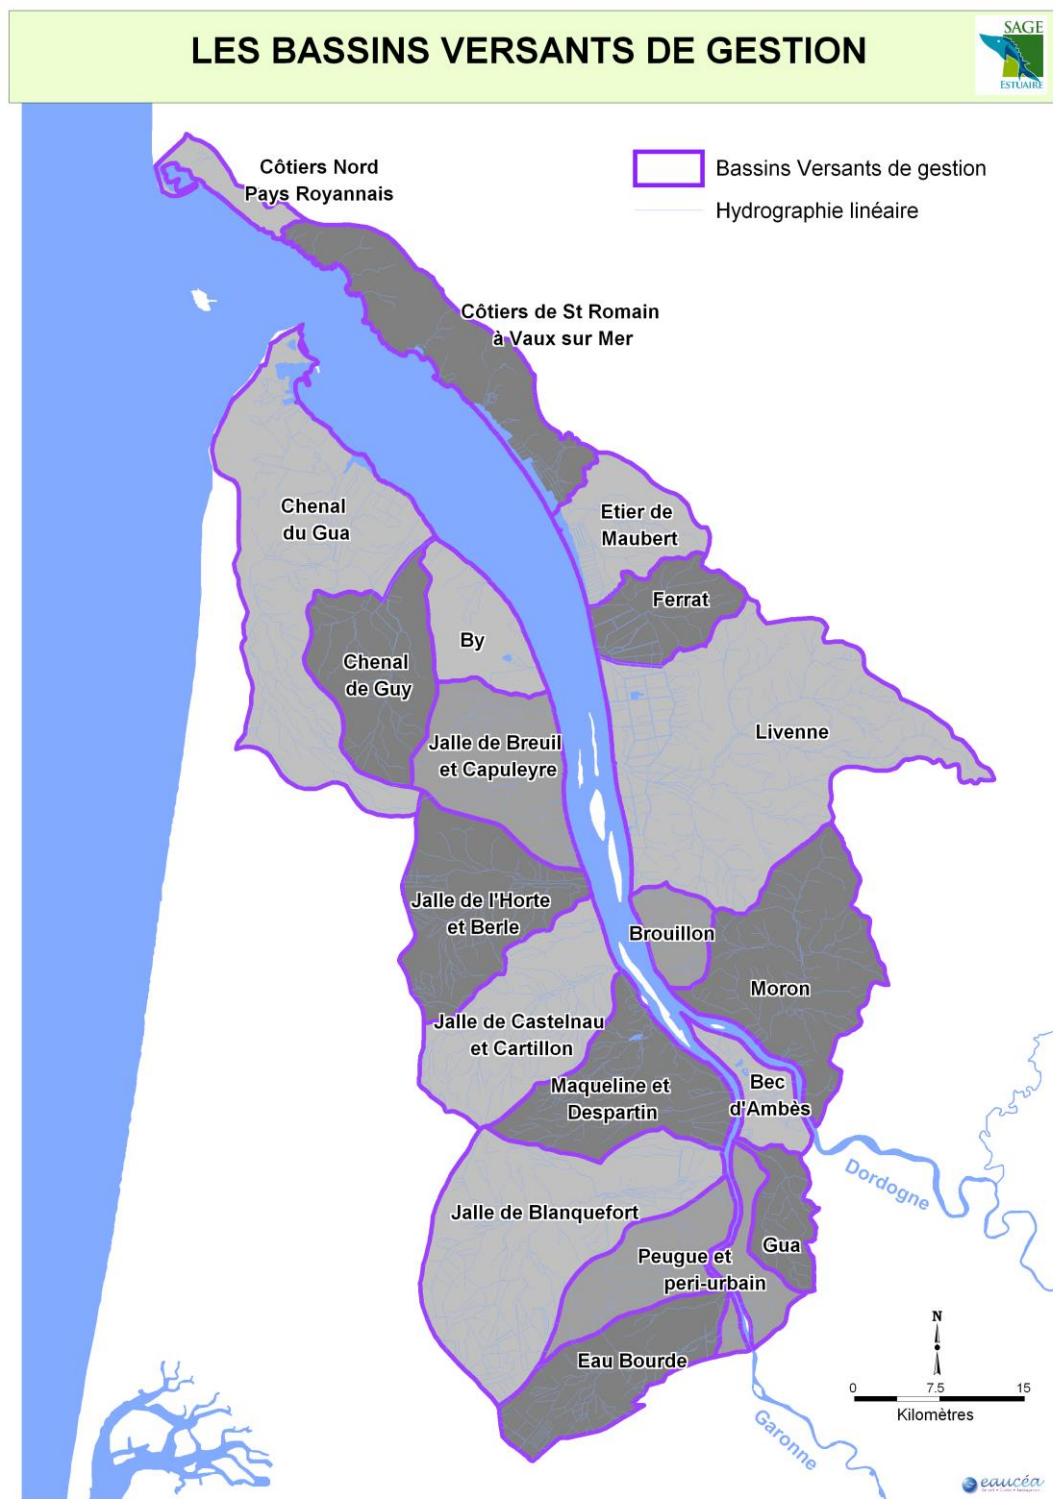 LES BASSINS VERSANTS DE GESTION
SAGE
ESTUAIRE
Côtiers Nord
Pays Royannais
Bassins Versants de gestion
Hydrographie linéaire
Côtiers de St Romain
à Vaux sur Mer
Chenal
du Gua
Etier de
Maubert
Ferrat
By
Chenal
de Guy
Livenne
Jalle de Breuil
et Capuleyre
Jalle de l'Horte
et Berle
Brouillon
Moron
Jalle de Castelnau
et Cartillon
Maqueline et
Despartin
Bec
d'Ambès
Dordogne
Jalle de Blanquefort
Gua
Peugue et
peri-urbain
Eau Bourde
Garonne
N
0 7.5 15
Kilomètres
eaucéa